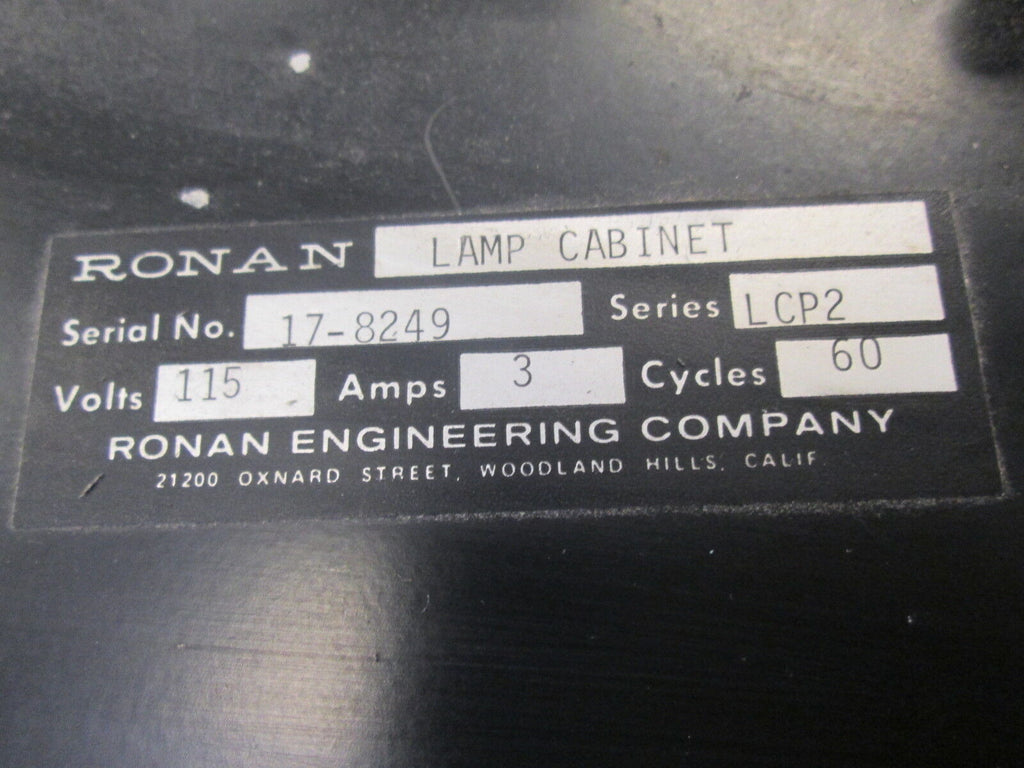 RONAN LAMP CABINET
Serial No. 17-8249 Series LCP2
Volts 115 Amps 3 Cycles 60
RONAN ENGINEERING COMPANY
21200 OXNARD STREET, WOODLAND HILLS, CALIF